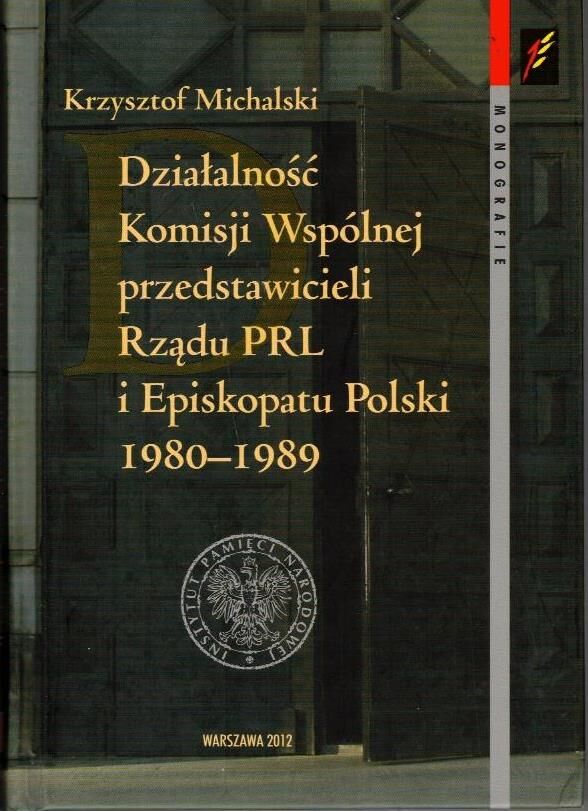 Krzysztof Michalski
Działalność
Komisji Wspólnej
przedstawicieli
Rządu PRL
i Episkopatu Polski
1980–1989
MONOGRAFIE
INSTYTUT PAMIĘCI NARODOWEJ
WARSZAWA 2012